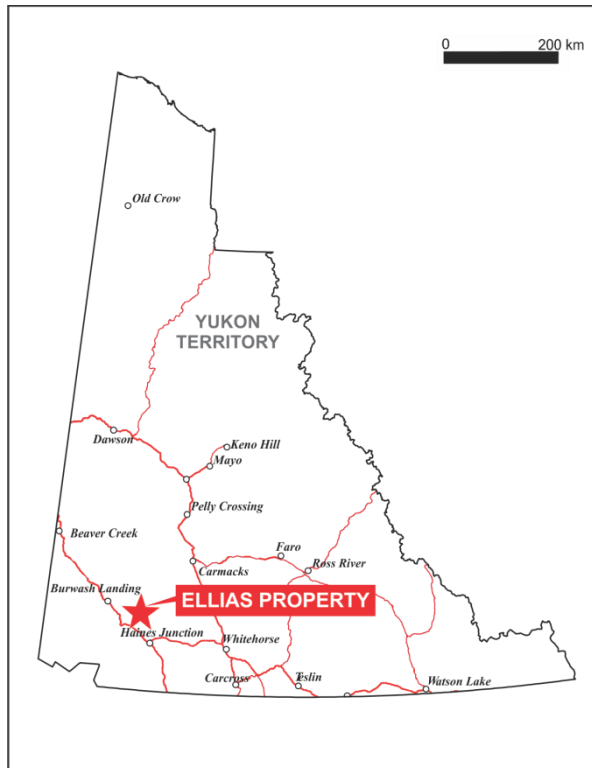 0 200 km
Old Crow
YUKON
TERRITORY
Dawson
Keno Hill
Mayo
Pelly Crossing
Beaver Creek
Faro
Ross River
Carmacks
Burwash Landing
ELLIAS PROPERTY
Haines Junction
Whitehorse
Carcross
Teslin
Watson Lake